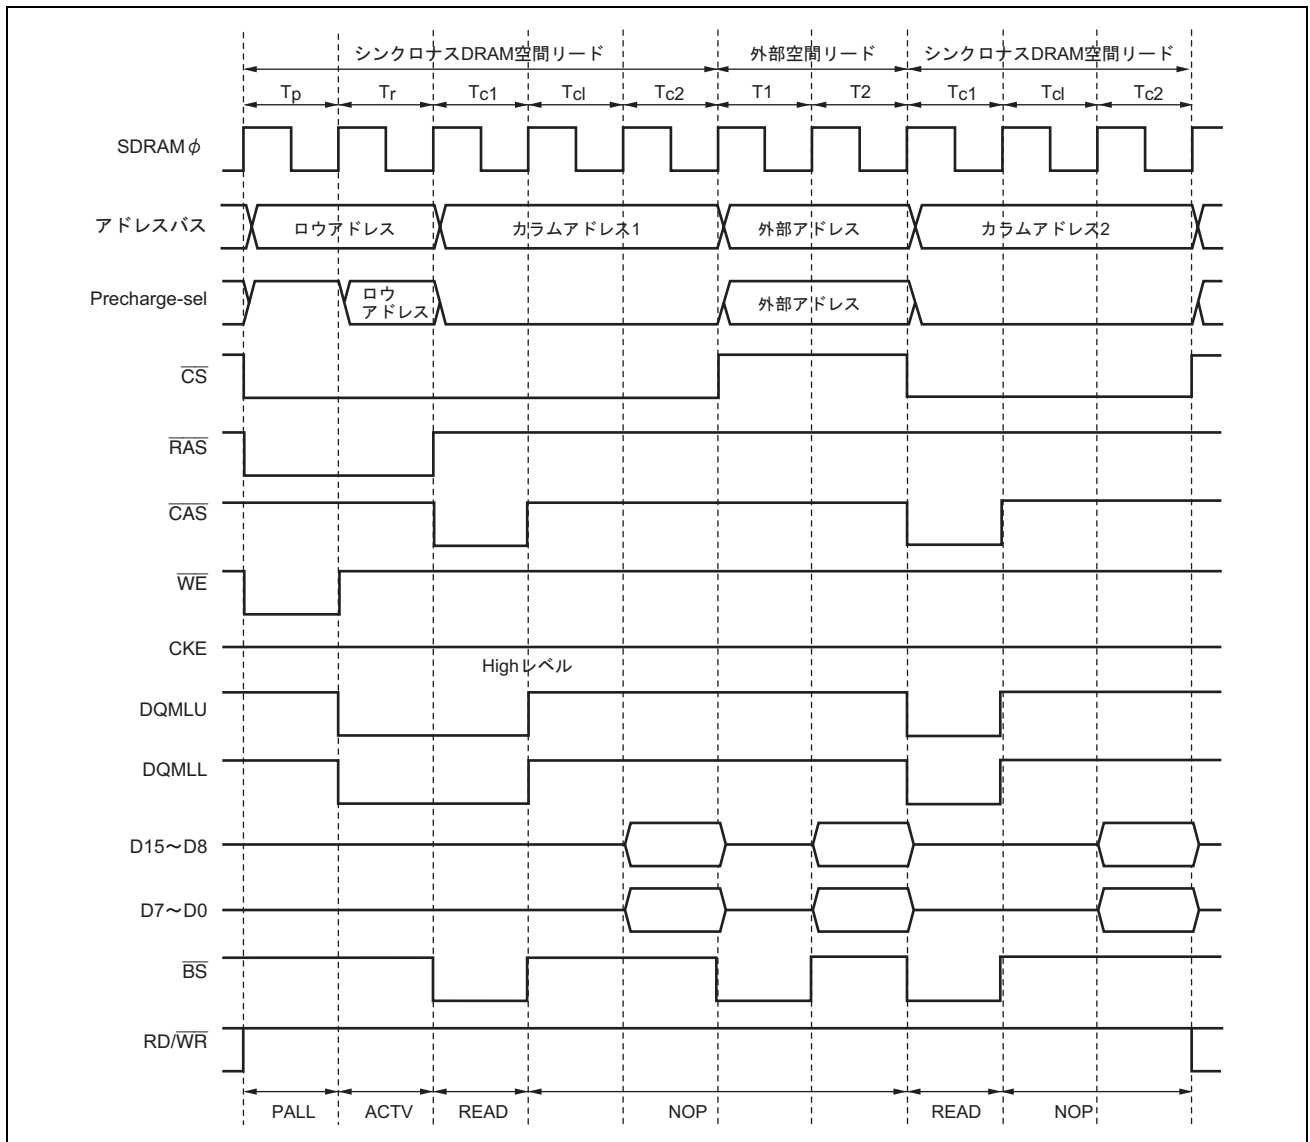 シンクロナスDRAM空間リード 外部空間リード シンクロナスDRAM空間リード
Tp Tr Tc1 Tcl Tc2 T1 T2 Tc1 Tcl Tc2
SDRAMφ
アドレスバス ロウアドレス カラムアドレス1 外部アドレス カラムアドレス2
Precharge-sel ロウ
アドレス 外部アドレス
CS
RAS
CAS
WE
CKE
Highレベル
DQMLU
DQMLL
D15～D8
D7～D0
BS
RD/WR
PALL ACTV READ NOP READ NOP